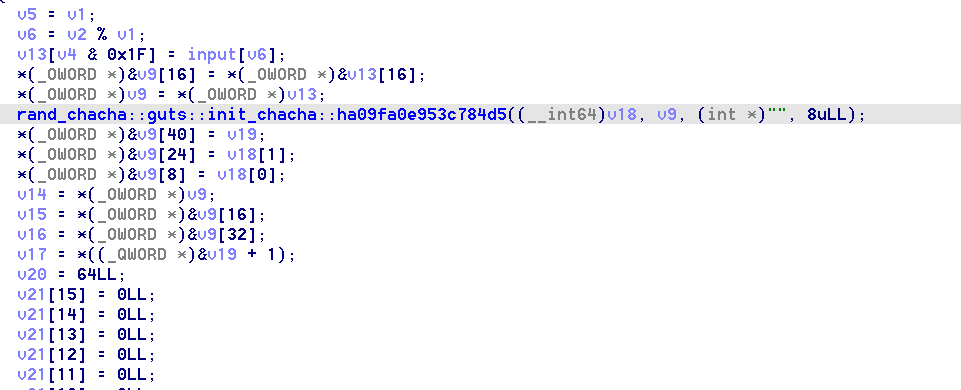 v5 = v1;
v6 = v2 % v1;
v13[v4 & 0x1F] = input[v6];
*(_OWORD *)&v9[16] = *(_OWORD *)&v13[16];
*(_OWORD *)v9 = *(_OWORD *)v13;
rand_chacha::guts::init_chacha::ha09fa0e953c784d5((__int64)v18, v9, (int *)"", 8uLL);
*(_OWORD *)&v9[40] = v19;
*(_OWORD *)&v9[24] = v18[1];
*(_OWORD *)&v9[8] = v18[0];
v14 = *(_OWORD *)v9;
v15 = *(_OWORD *)&v9[16];
v16 = *(_OWORD *)&v9[32];
v17 = *((_QWORD *)&v19 + 1);
v20 = 64LL;
v21[15] = 0LL;
v21[14] = 0LL;
v21[13] = 0LL;
v21[12] = 0LL;
v21[11] = 0LL;